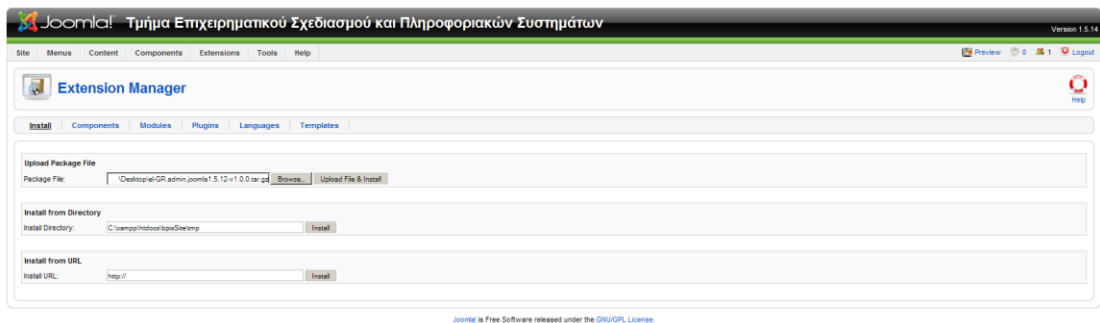 Joomla! Τμήμα Επιχειρηματικού Σχεδιασμού και Πληροφοριακών Συστημάτων
Version 1.5.14
Site Menus Content Components Extensions Tools Help Preview 0 1 Logout
Extension Manager
Help
Install Components Modules Plugins Languages Templates
Upload Package File
Package File: \Desktop\el-GR.admin.joomla1.5.12-v1.0.0.tar.gz Browse... Upload File & Install
Install from Directory
Install Directory: C:\xampp\htdocs\bpisSite\tmp Install
Install from URL
Install URL: http:// Install
Joomla! is Free Software released under the GNU/GPL License.